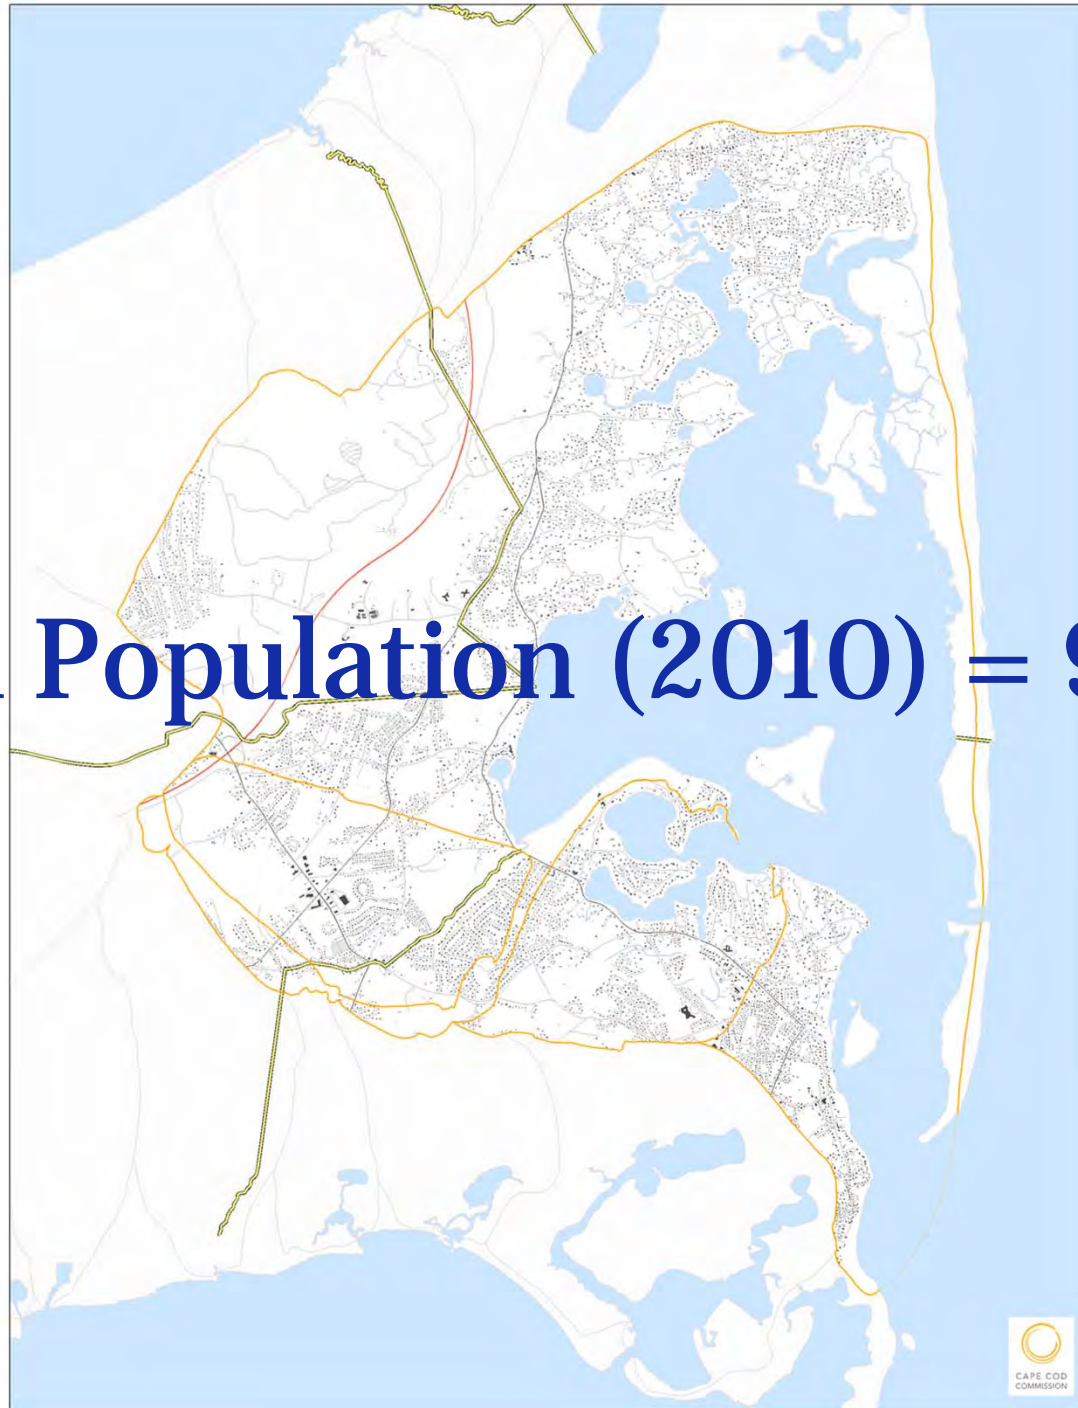 Population (2010) =
CAPE COD
COMMISSION